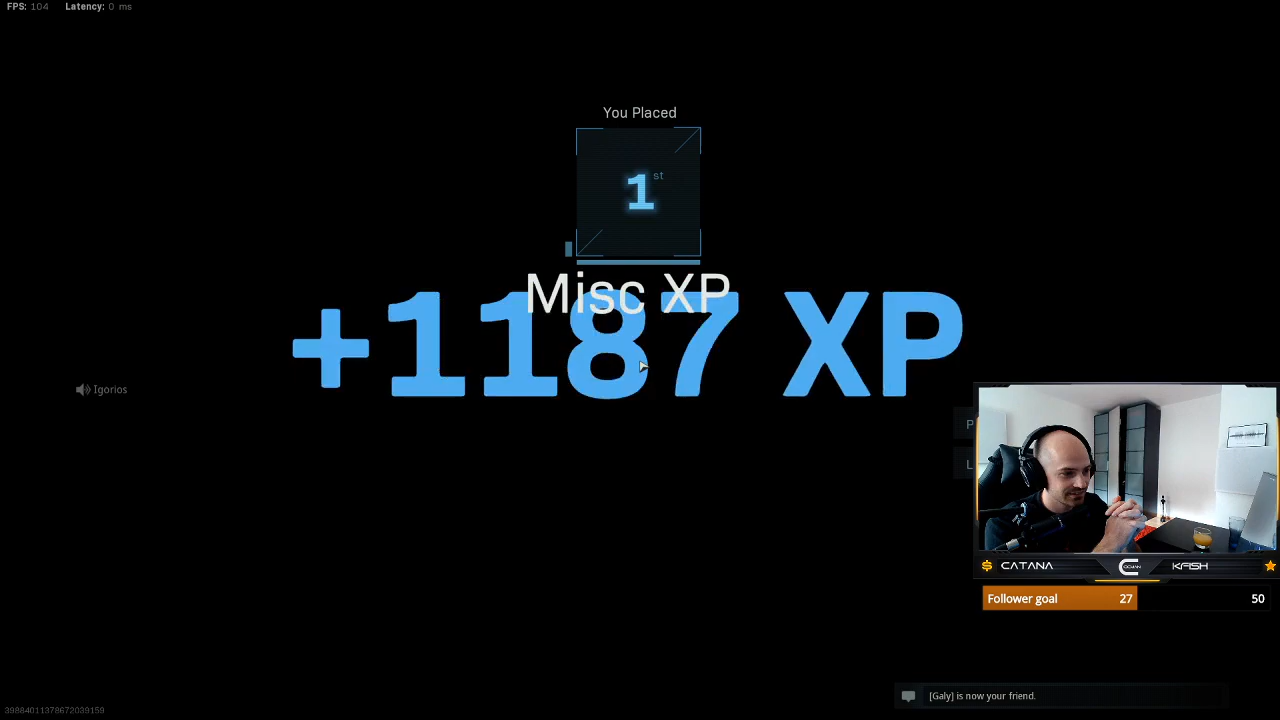 FPS: 104 Latency: 0 ms
You Placed
1st
Misc XP
+1187 XP
Igorios
P
L
$ CATANA
KASH
Follower goal 27 50
[Galy] is now your friend.